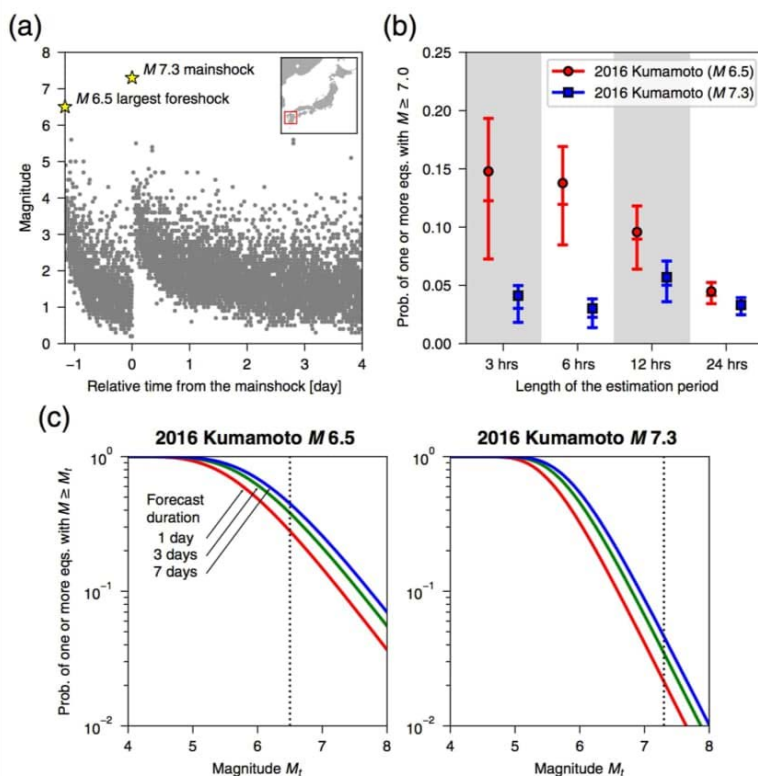 (a)
8
7
6
5
4
3
2
1
0
Magnitude
M 7.3 mainshock
M 6.5 largest foreshock
−1 0 1 2 3 4
Relative time from the mainshock [day]
(b)
0.25
0.20
0.15
0.10
0.05
0.00
Prob. of one or more eqs. with M ≥ 7.0
2016 Kumamoto (M 6.5)
2016 Kumamoto (M 7.3)
3 hrs 6 hrs 12 hrs 24 hrs
Length of the estimation period
(c)
2016 Kumamoto M 6.5
10⁰
10⁻¹
10⁻²
Prob. of one or more eqs. with M ≥ Mt
Forecast
duration
1 day
3 days
7 days
4 5 6 7 8
Magnitude Mt
2016 Kumamoto M 7.3
10⁰
10⁻¹
10⁻²
4 5 6 7 8
Magnitude Mt